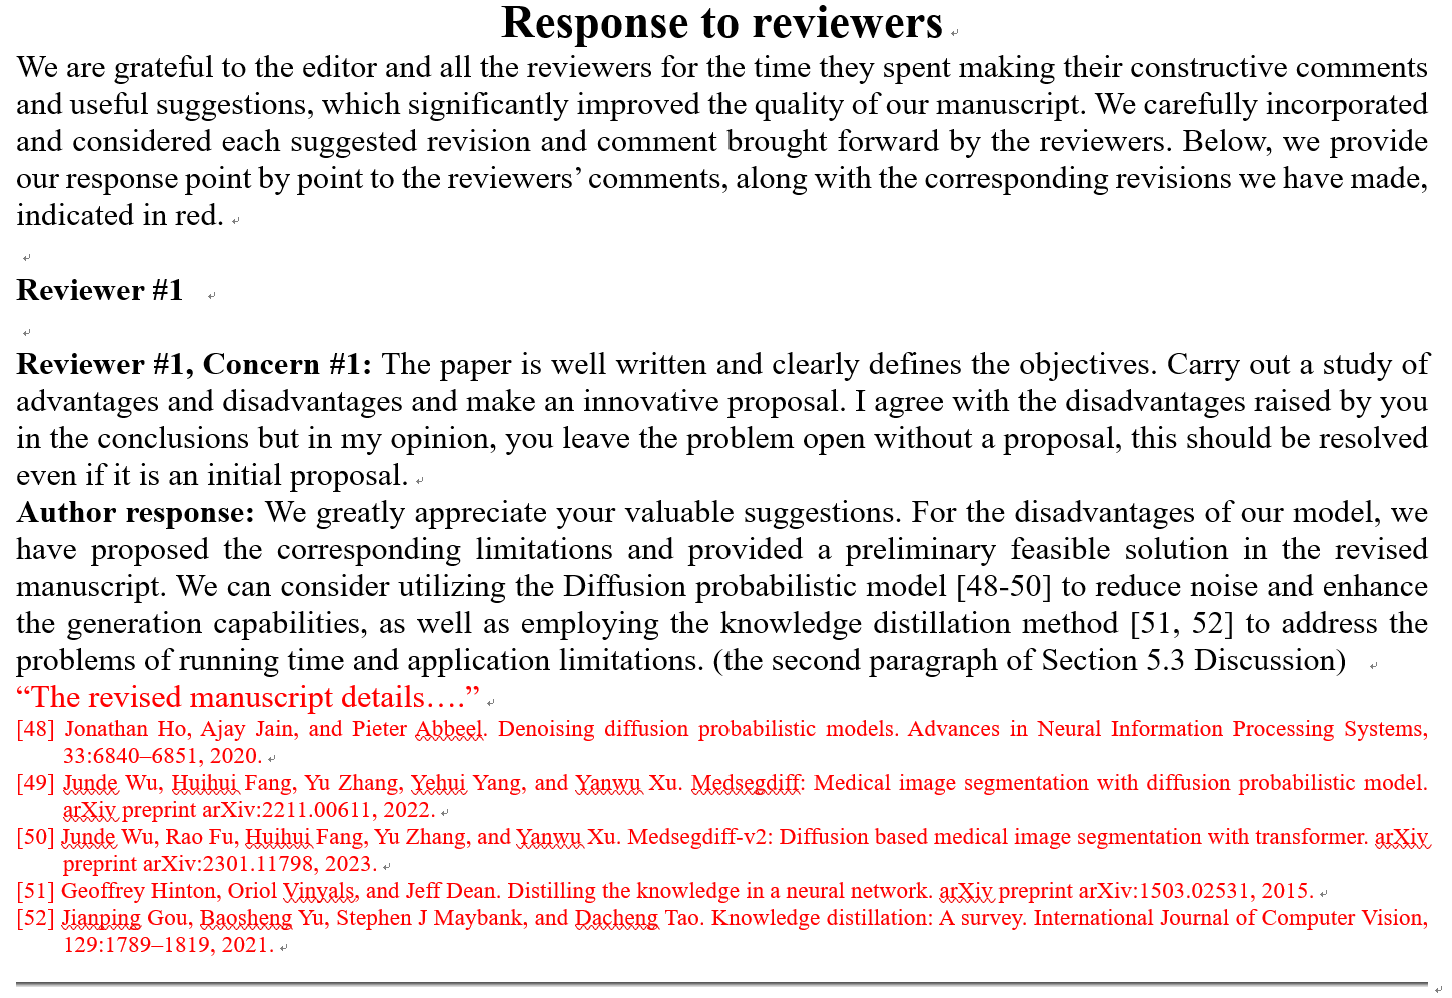 Response to reviewers
We are grateful to the editor and all the reviewers for the time they spent making their constructive comments
and useful suggestions, which significantly improved the quality of our manuscript. We carefully incorporated
and considered each suggested revision and comment brought forward by the reviewers. Below, we provide
our response point by point to the reviewers’ comments, along with the corresponding revisions we have made,
indicated in red.
Reviewer #1
Reviewer #1, Concern #1: The paper is well written and clearly defines the objectives. Carry out a study of
advantages and disadvantages and make an innovative proposal. I agree with the disadvantages raised by you
in the conclusions but in my opinion, you leave the problem open without a proposal, this should be resolved
even if it is an initial proposal.
Author response: We greatly appreciate your valuable suggestions. For the disadvantages of our model, we
have proposed the corresponding limitations and provided a preliminary feasible solution in the revised
manuscript. We can consider utilizing the Diffusion probabilistic model [48-50] to reduce noise and enhance
the generation capabilities, as well as employing the knowledge distillation method [51, 52] to address the
problems of running time and application limitations. (the second paragraph of Section 5.3 Discussion)
“The revised manuscript details….”
[48] Jonathan Ho, Ajay Jain, and Pieter Abbeel. Denoising diffusion probabilistic models. Advances in Neural Information Processing Systems,
33:6840–6851, 2020.
[49] Junde Wu, Huihui Fang, Yu Zhang, Yehui Yang, and Yanwu Xu. Medsegdiff: Medical image segmentation with diffusion probabilistic model.
arXiv preprint arXiv:2211.00611, 2022.
[50] Junde Wu, Rao Fu, Huihui Fang, Yu Zhang, and Yanwu Xu. Medsegdiff-v2: Diffusion based medical image segmentation with transformer. arXiv
preprint arXiv:2301.11798, 2023.
[51] Geoffrey Hinton, Oriol Vinyals, and Jeff Dean. Distilling the knowledge in a neural network. arXiv preprint arXiv:1503.02531, 2015.
[52] Jianping Gou, Baosheng Yu, Stephen J Maybank, and Dacheng Tao. Knowledge distillation: A survey. International Journal of Computer Vision,
129:1789–1819, 2021.